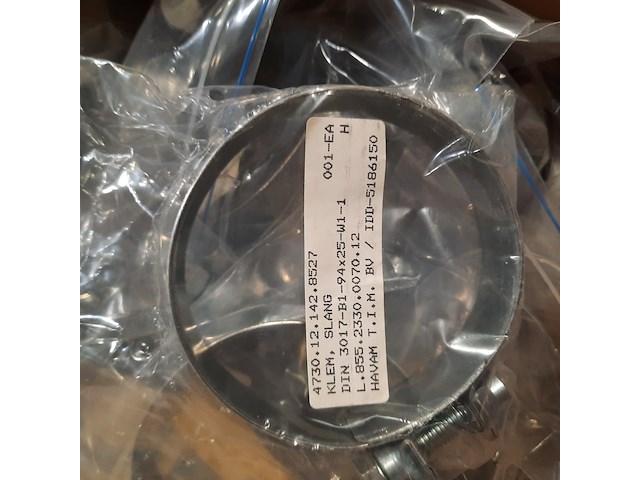 4730.12.142.8527
KLEM, SLANG 001-EA
DIN 3017-B1-94x25-W1-1 H
L.855.2330.0070.12
HAVAM T.I.M. BV / IDD-5186150